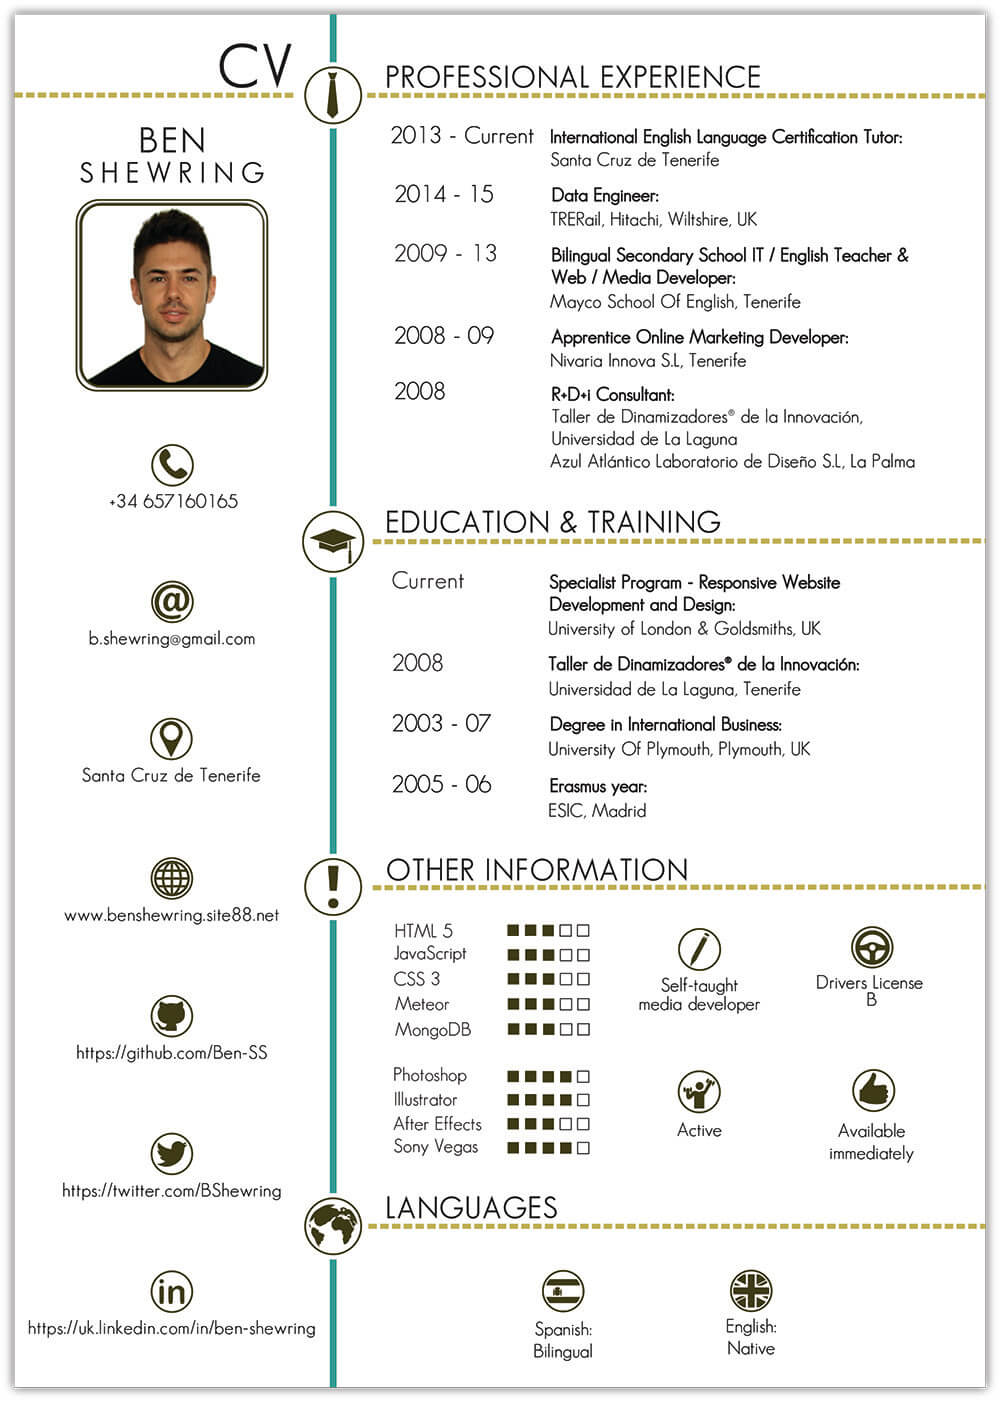 CV
BEN
SHEWRING
+34 657160165
b.shewring@gmail.com
Santa Cruz de Tenerife
www.benshewring.site88.net
https://github.com/Ben-SS
https://twitter.com/BShewring
in
https://uk.linkedin.com/in/ben-shewring
PROFESSIONAL EXPERIENCE
2013 - Current International English Language Certification Tutor:
Santa Cruz de Tenerife
2014 - 15 Data Engineer:
TRERail, Hitachi, Wiltshire, UK
2009 - 13 Bilingual Secondary School IT / English Teacher &
Web / Media Developer:
Mayco School Of English, Tenerife
2008 - 09 Apprentice Online Marketing Developer:
Nivaria Innova S.L, Tenerife
2008 R+D+i Consultant:
Taller de Dinamizadores® de la Innovación,
Universidad de La Laguna
Azul Atlántico Laboratorio de Diseño S.L, La Palma
EDUCATION & TRAINING
Current Specialist Program - Responsive Website
Development and Design:
University of London & Goldsmiths, UK
2008 Taller de Dinamizadores® de la Innovación:
Universidad de La Laguna, Tenerife
2003 - 07 Degree in International Business:
University Of Plymouth, Plymouth, UK
2005 - 06 Erasmus year:
ESIC, Madrid
OTHER INFORMATION
HTML 5
JavaScript
CSS 3
Meteor
MongoDB
Photoshop
Illustrator
After Effects
Sony Vegas
Self-taught
media developer
Drivers License
B
Active
Available
immediately
LANGUAGES
Spanish:
Bilingual
English:
Native